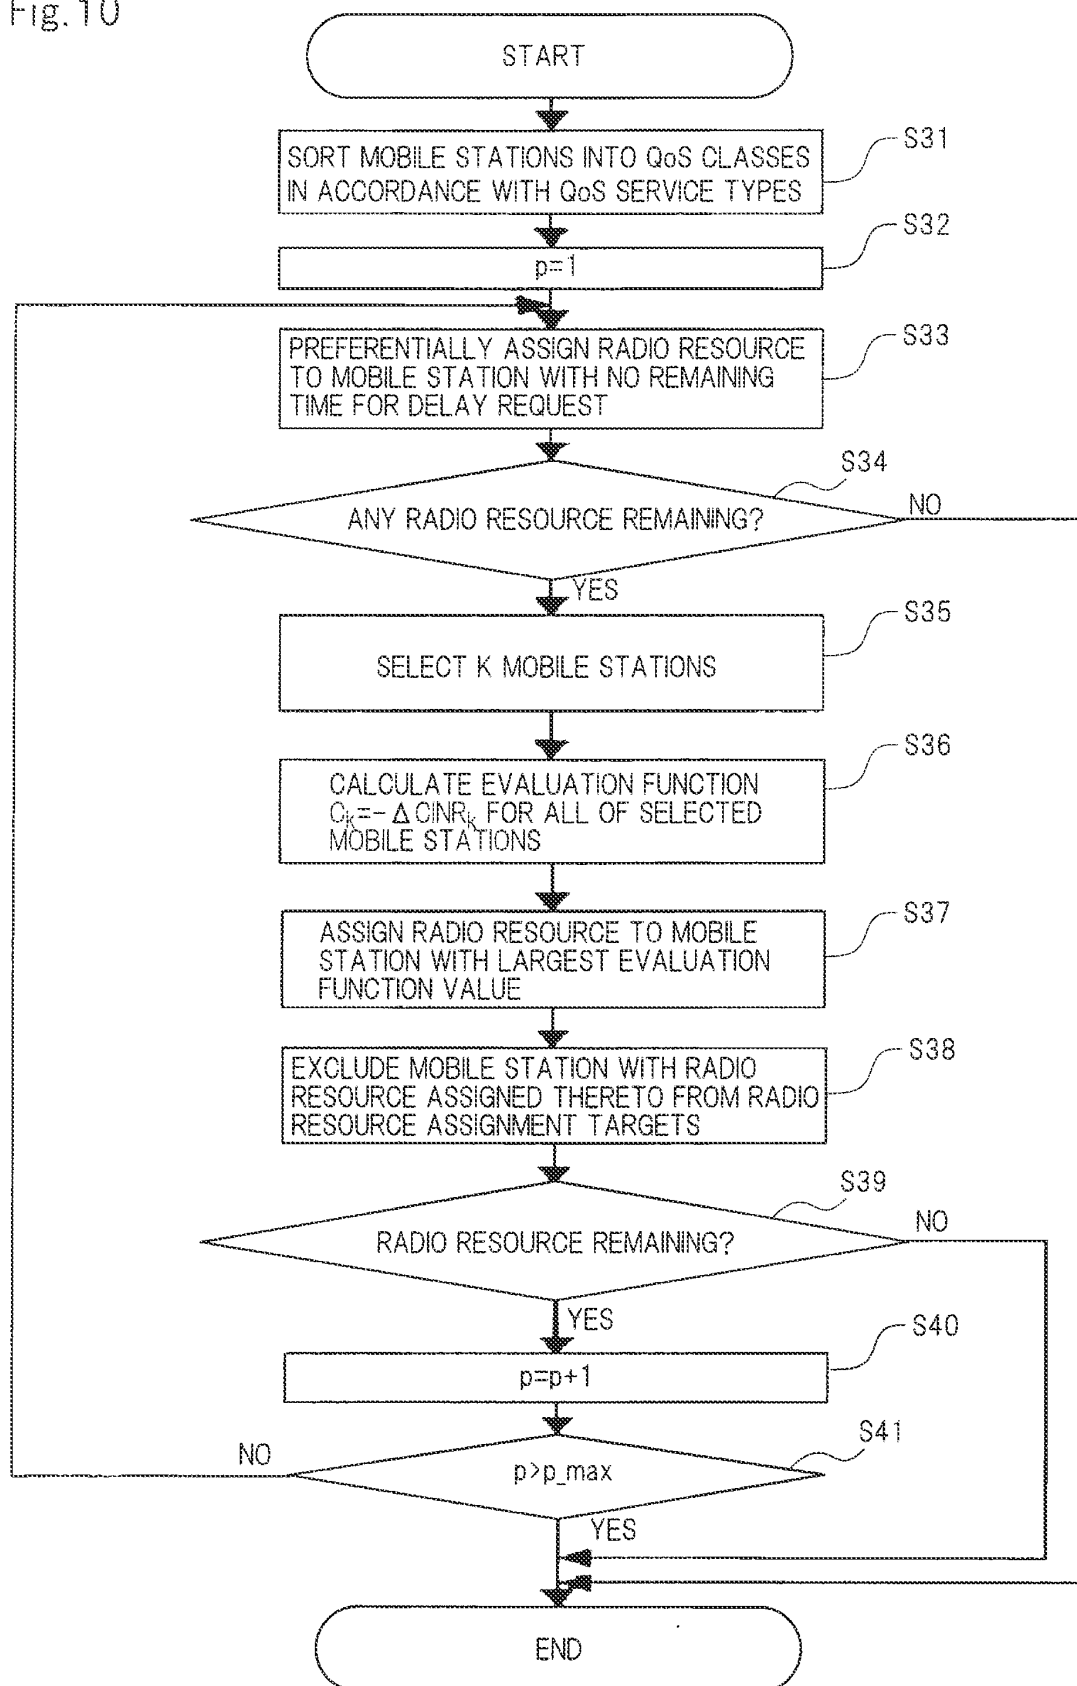 Fig.10
START
SORT MOBILE STATIONS INTO QoS CLASSES
IN ACCORDANCE WITH QoS SERVICE TYPES
S31
p=1
S32
PREFERENTIALLY ASSIGN RADIO RESOURCE
TO MOBILE STATION WITH NO REMAINING
TIME FOR DELAY REQUEST
S33
ANY RADIO RESOURCE REMAINING?
S34
NO
YES
SELECT K MOBILE STATIONS
S35
CALCULATE EVALUATION FUNCTION
Ck=-ΔCINRk FOR ALL OF SELECTED
MOBILE STATIONS
S36
ASSIGN RADIO RESOURCE TO MOBILE
STATION WITH LARGEST EVALUATION
FUNCTION VALUE
S37
EXCLUDE MOBILE STATION WITH RADIO
RESOURCE ASSIGNED THERETO FROM RADIO
RESOURCE ASSIGNMENT TARGETS
S38
RADIO RESOURCE REMAINING?
S39
NO
YES
p=p+1
S40
p>p_max
S41
NO
YES
END